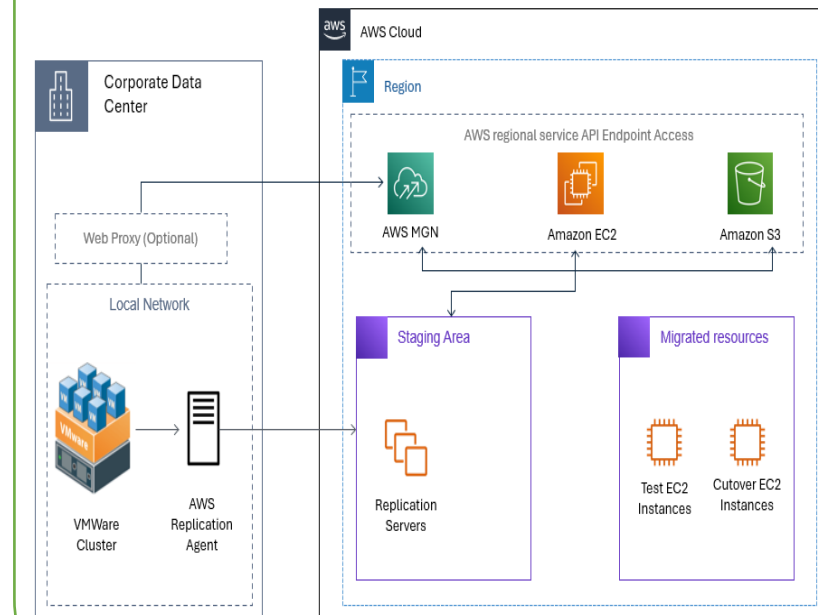 aws
AWS Cloud
Corporate Data
Center
Region
AWS regional service API Endpoint Access
AWS MGN
Amazon EC2
Amazon S3
Web Proxy (Optional)
Local Network
VM
VMware
VMWare
Cluster
AWS
Replication
Agent
Staging Area
Replication
Servers
Migrated resources
Test EC2
Instances
Cutover EC2
Instances